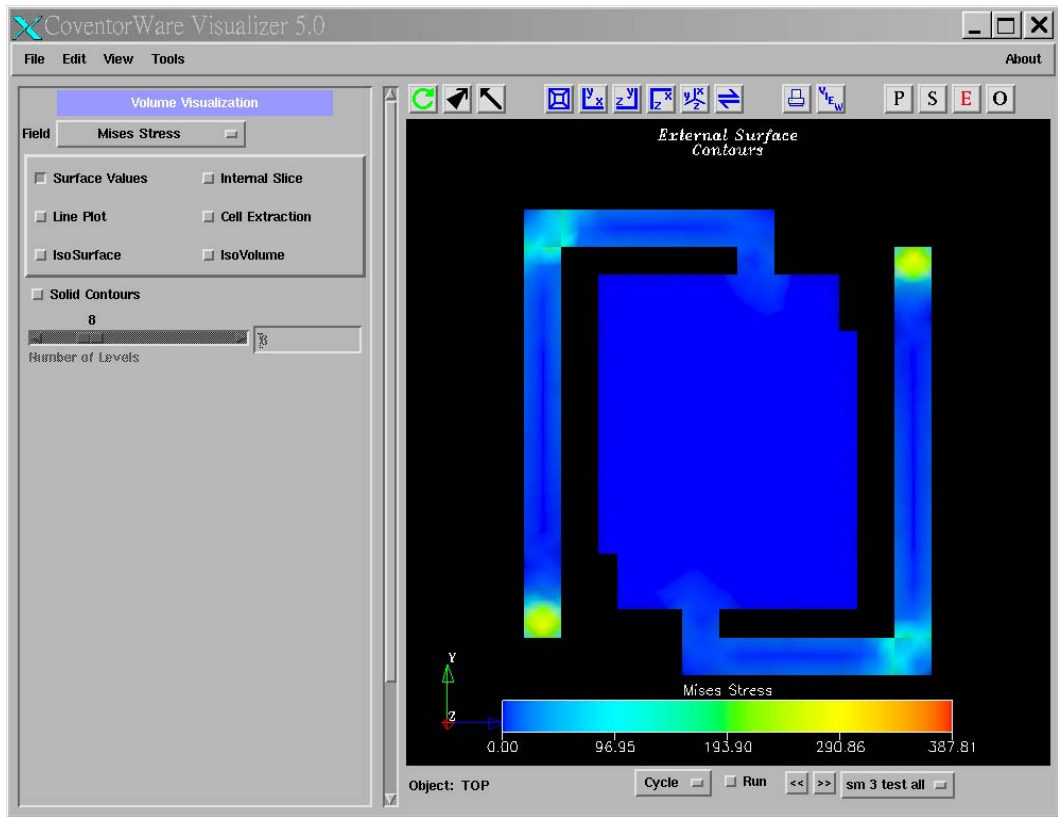 CoventorWare Visualizer 5.0
File Edit View Tools About
Volume Visualization
Field Mises Stress
Surface Values Internal Slice
Line Plot Cell Extraction
IsoSurface IsoVolume
Solid Contours
8
8
Number of Levels
y x z y z x y x z VIEW P S E O
External Surface
Contours
Y
Z
Mises Stress
0.00 96.95 193.90 290.86 387.81
Object: TOP Cycle Run << >> sm 3 test all